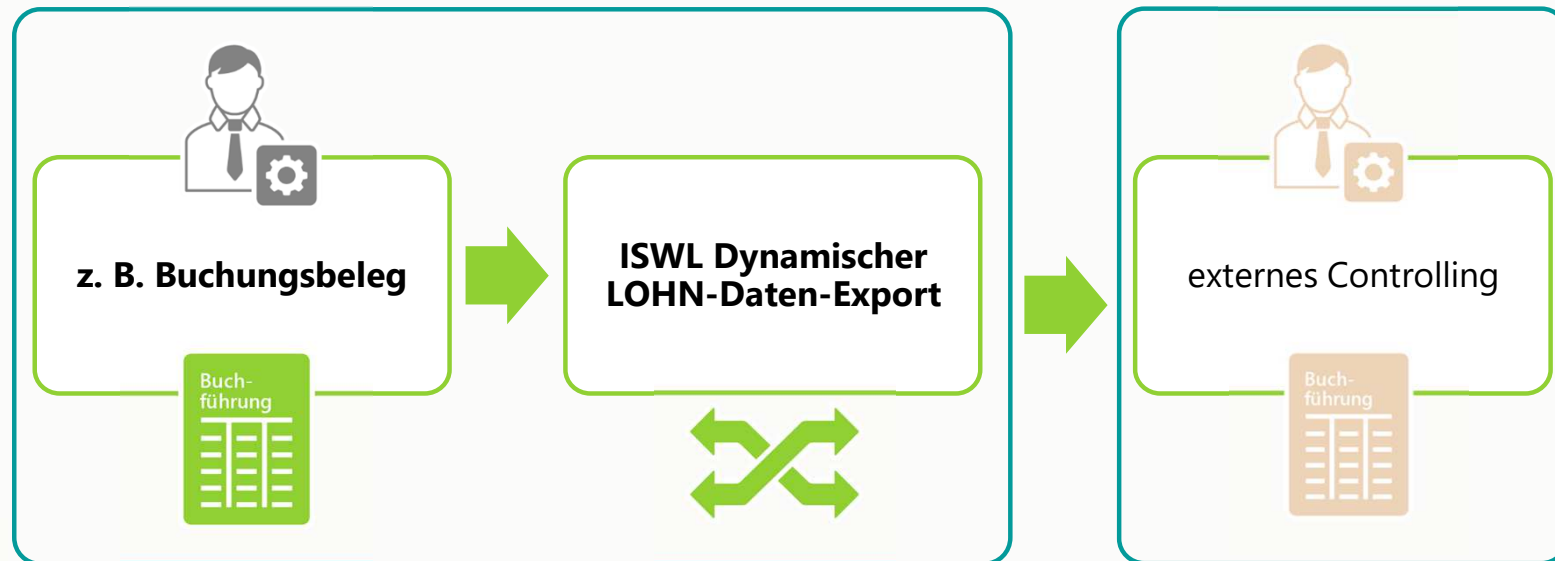 z. B. Buchungsbeleg
Buch-
führung
ISWL Dynamischer
LOHN-Daten-Export
externes Controlling
Buch-
führung